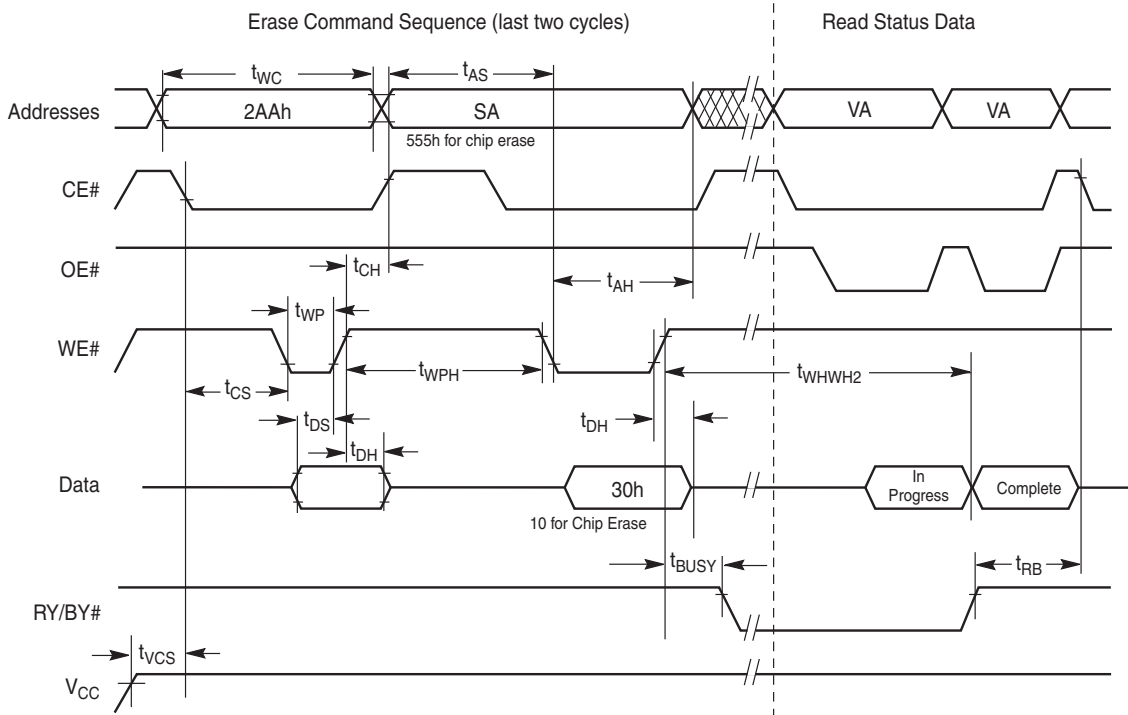 Erase Command Sequence (last two cycles) Read Status Data
tWC tAS
Addresses 2AAh SA VA VA
555h for chip erase
CE#
OE# tCH tAH
tWP
WE#
tWPH tWHWH2
tCS
tDS tDH
tDH
Data 30h In Progress Complete
10 for Chip Erase
tBUSY tRB
RY/BY#
tVCS
VCC